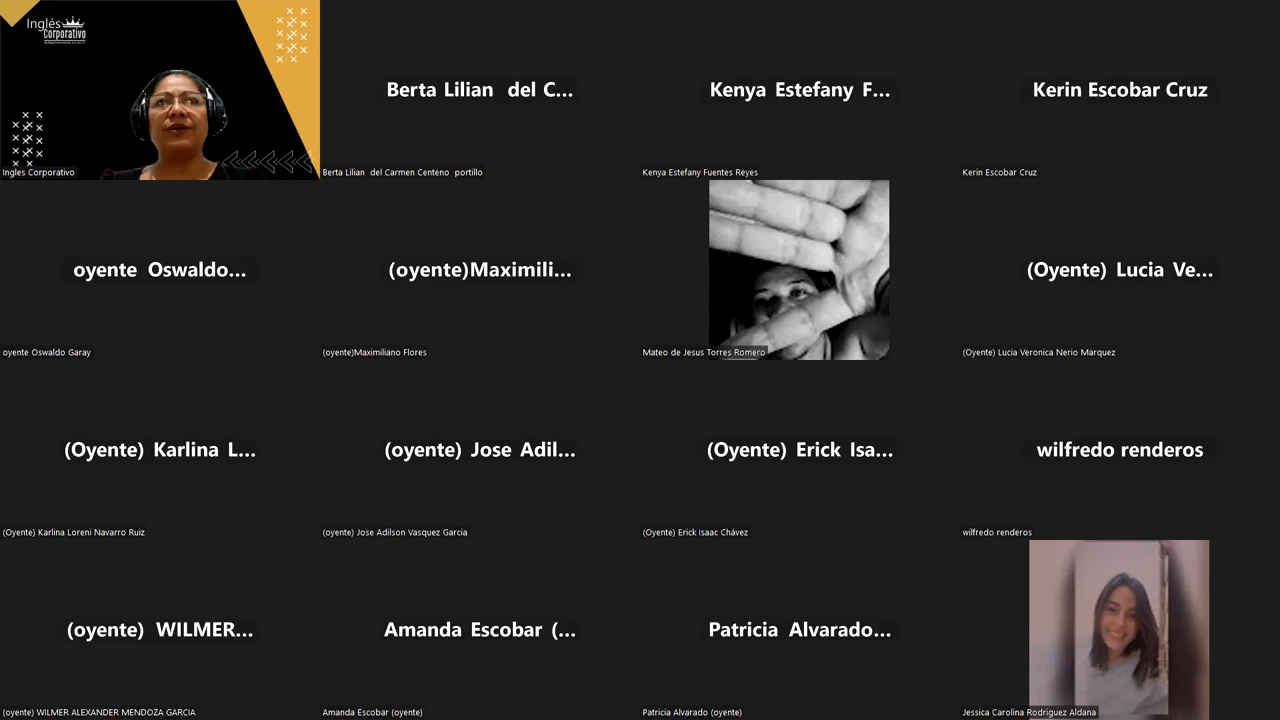 Inglés
Corporativo
Ingles Corporativo
Berta Lilian del C...
Berta Lilian del Carmen Centeno portillo
Kenya Estefany F...
Kenya Estefany Fuentes Reyes
Kerin Escobar Cruz
Kerin Escobar Cruz
oyente Oswaldo...
oyente Oswaldo Garay
(oyente)Maximili...
(oyente)Maximiliano Flores
Mateo de Jesus Torres Romero
(Oyente) Lucia Ve...
(Oyente) Lucia Veronica Nerio Marquez
(Oyente) Karlina L...
(Oyente) Karlina Loreni Navarro Ruiz
(oyente) Jose Adil...
(oyente) Jose Adilson Vasquez Garcia
(Oyente) Erick Isa...
(Oyente) Erick Isaac Chávez
wilfredo renderos
wilfredo renderos
(oyente) WILMER...
(oyente) WILMER ALEXANDER MENDOZA GARCIA
Amanda Escobar (...
Amanda Escobar (oyente)
Patricia Alvarado...
Patricia Alvarado (oyente)
Jessica Carolina Rodriguez Aldana